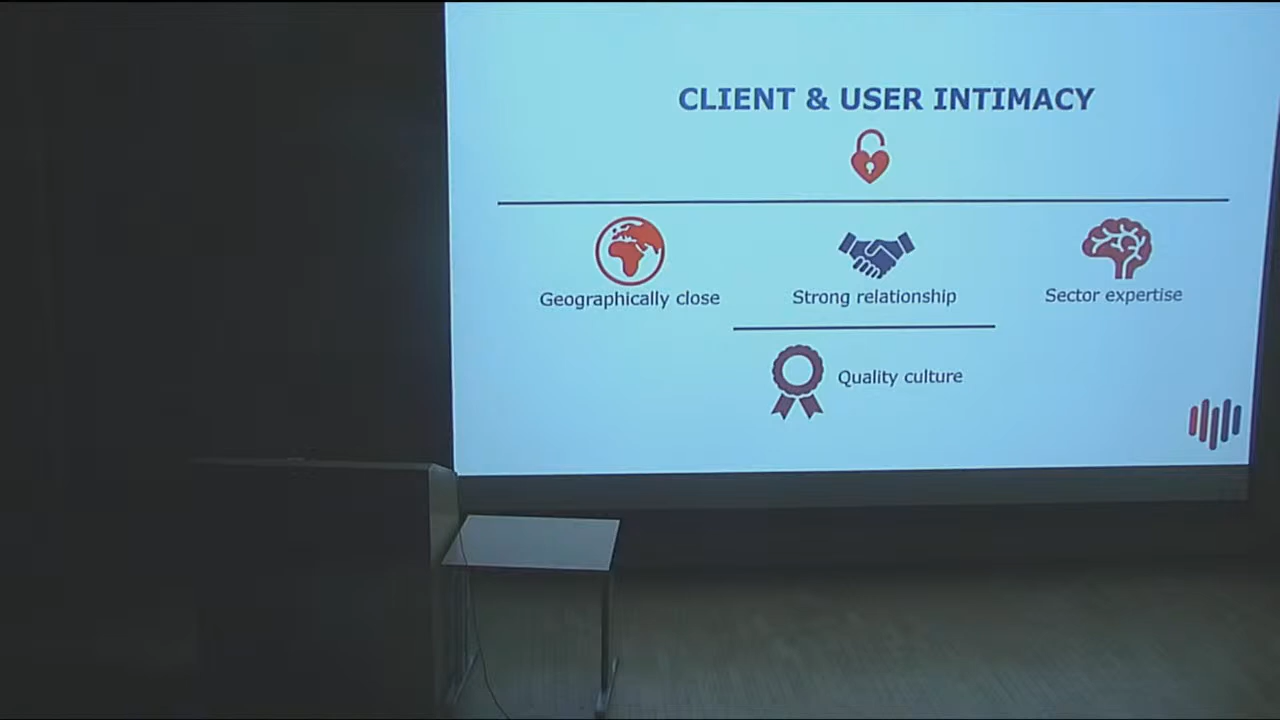 CLIENT & USER INTIMACY
Geographically close
Strong relationship
Sector expertise
Quality culture